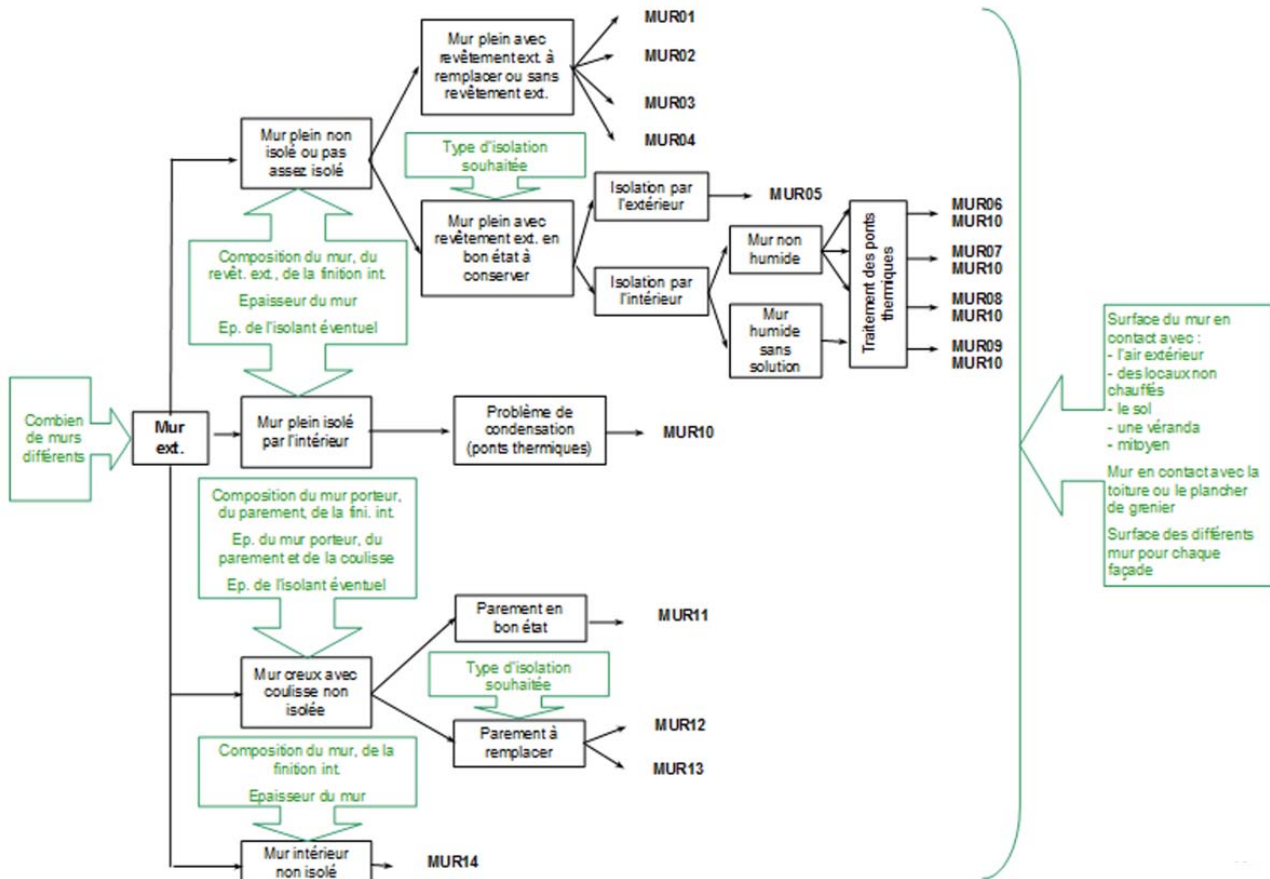 MUR01
Mur plein avec
revêtement ext. à
remplacer ou sans
revêtement ext.
MUR02
MUR03
MUR04
Mur plein non
isolé ou pas
assez isolé
Type d'isolation
souhaitée
Isolation par
l'extérieur
MUR05
Mur plein avec
revêtement ext. en
bon état à
conserver
Isolation par
l'intérieur
Mur non
humide
Mur
humide
sans
solution
Traitement des ponts
thermiques
MUR06
MUR10
MUR07
MUR10
MUR08
MUR10
MUR09
MUR10
Composition du mur, du
revêt. ext., de la finition int.
Epaisseur du mur
Ep. de l'isolant éventuel
Combien
de murs
différents
Mur
ext.
Mur plein isolé
par l'intérieur
Problème de
condensation
(ponts thermiques)
MUR10
Composition du mur porteur,
du parement, de la fini. int.
Ep. du mur porteur, du
parement et de la coulisse
Ep. de l'isolant éventuel
Parement en
bon état
MUR11
Mur creux avec
coulisse non
isolée
Type d'isolation
souhaitée
Parement à
remplacer
MUR12
MUR13
Composition du mur, de la
finition int.
Epaisseur du mur
Mur intérieur
non isolé
MUR14
Surface du mur en
contact avec :
- l'air extérieur
- des locaux non
chauffés
- le sol
- une véranda
- mitoyen
Mur en contact avec la
toiture ou le plancher
de grenier
Surface des différents
mur pour chaque
façade